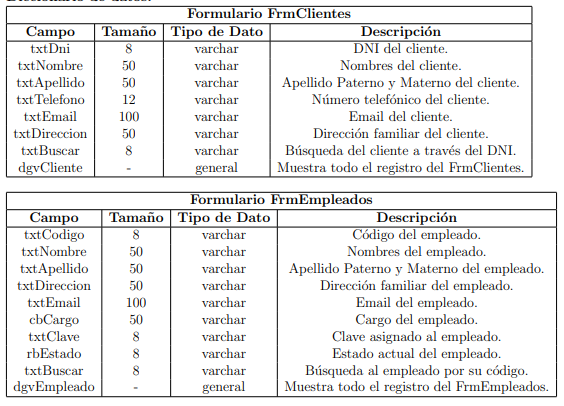 Formulario FrmClientes
Campo Tamaño Tipo de Dato Descripción
txtDni 8 varchar DNI del cliente.
txtNombre 50 varchar Nombres del cliente.
txtApellido 50 varchar Apellido Paterno y Materno del cliente.
txtTelefono 12 varchar Número telefónico del cliente.
txtEmail 100 varchar Email del cliente.
txtDireccion 50 varchar Dirección familiar del cliente.
txtBuscar 8 varchar Búsqueda del cliente a través del DNI.
dgvCliente - general Muestra todo el registro del FrmClientes.
Formulario FrmEmpleados
Campo Tamaño Tipo de Dato Descripción
txtCodigo 8 varchar Código del empleado.
txtNombre 50 varchar Nombres del empleado.
txtApellido 50 varchar Apellido Paterno y Materno del empleado.
txtDireccion 50 varchar Dirección familiar del empleado.
txtEmail 100 varchar Email del empleado.
cbCargo 50 varchar Cargo del empleado.
txtClave 8 varchar Clave asignado al empleado.
rbEstado 8 varchar Estado actual del empleado.
txtBuscar 8 varchar Búsqueda al empleado por su código.
dgvEmpleado - general Muestra todo el registro del FrmEmpleados.